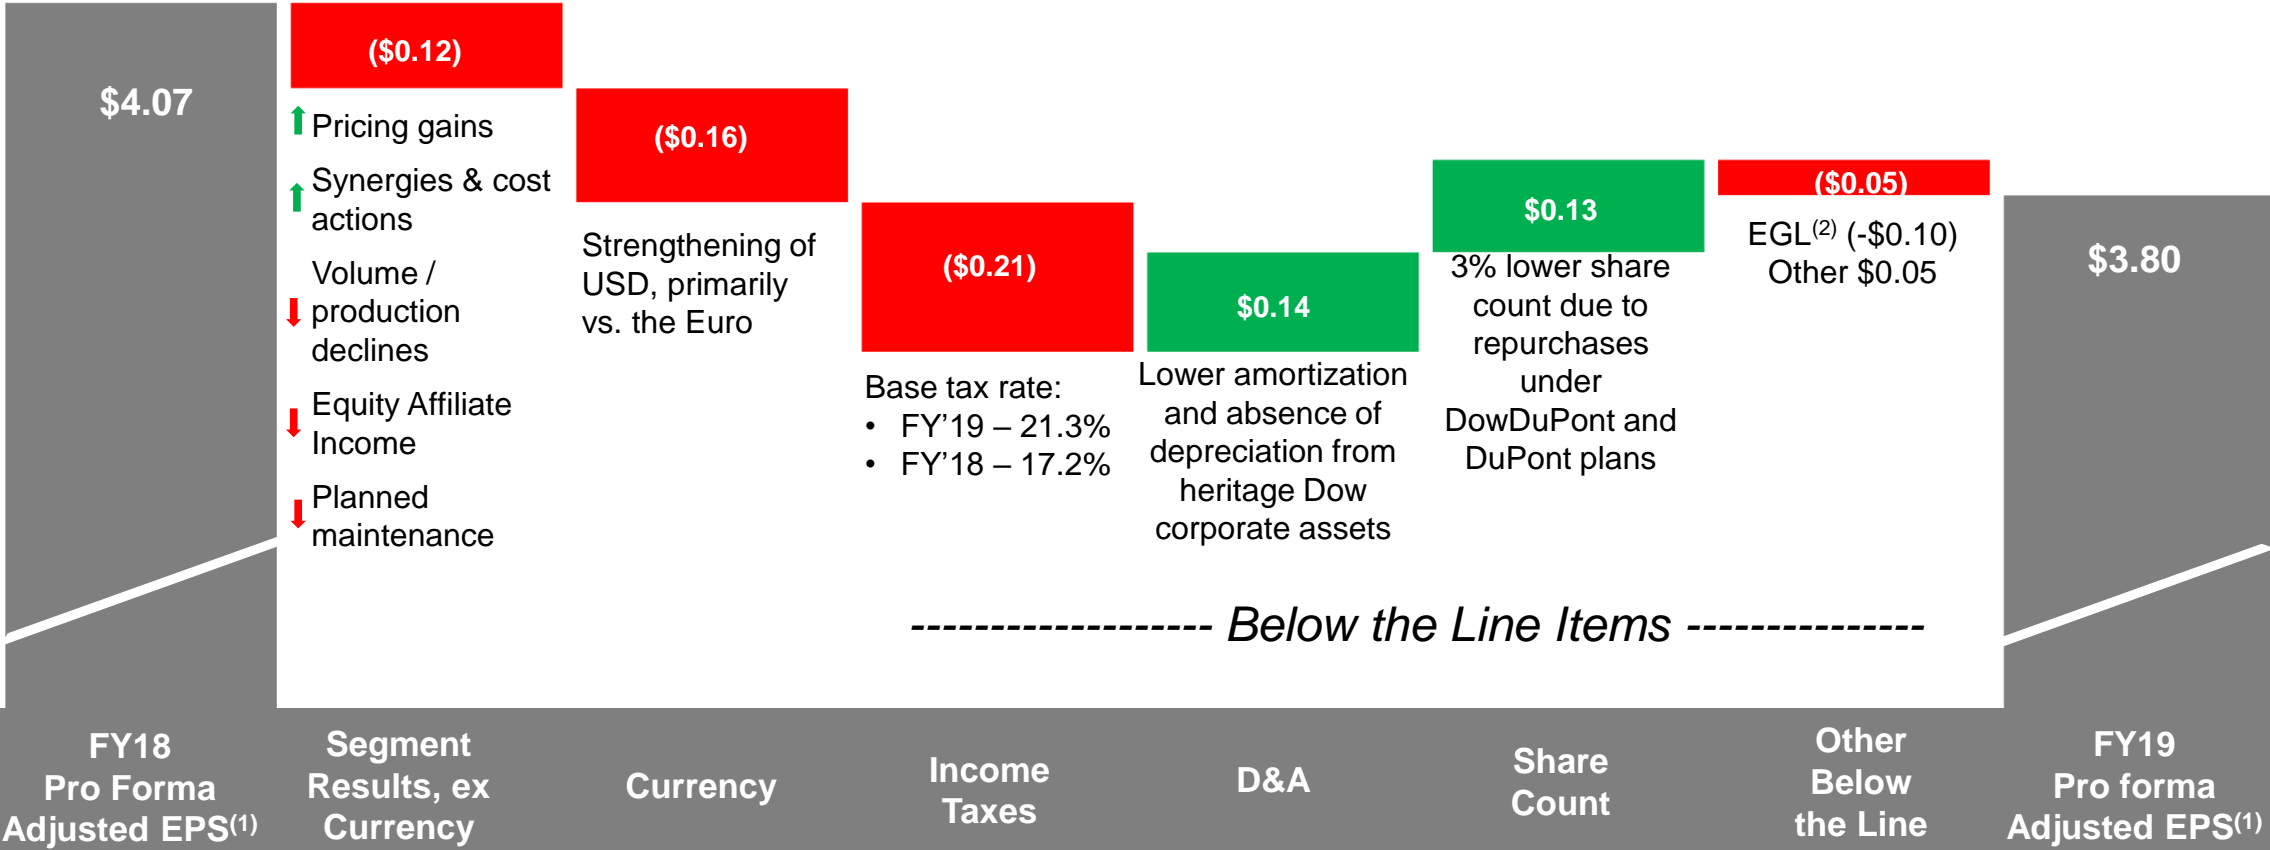 $4.07
($0.12)
Pricing gains
Synergies & cost
actions
Volume /
production
declines
Equity Affiliate
Income
Planned
maintenance
($0.16)
Strengthening of
USD, primarily
vs. the Euro
($0.21)
Base tax rate:
• FY’19 – 21.3%
• FY’18 – 17.2%
$0.14
Lower amortization
and absence of
depreciation from
heritage Dow
corporate assets
$0.13
3% lower share
count due to
repurchases
under
DowDuPont and
DuPont plans
($0.05)
EGL(2) (-$0.10)
Other $0.05
$3.80
------------------- Below the Line Items ---------------
FY18
Pro Forma
Adjusted EPS(1)
Segment
Results, ex
Currency
Currency
Income
Taxes
D&A
Share
Count
Other
Below
the Line
FY19
Pro forma
Adjusted EPS(1)